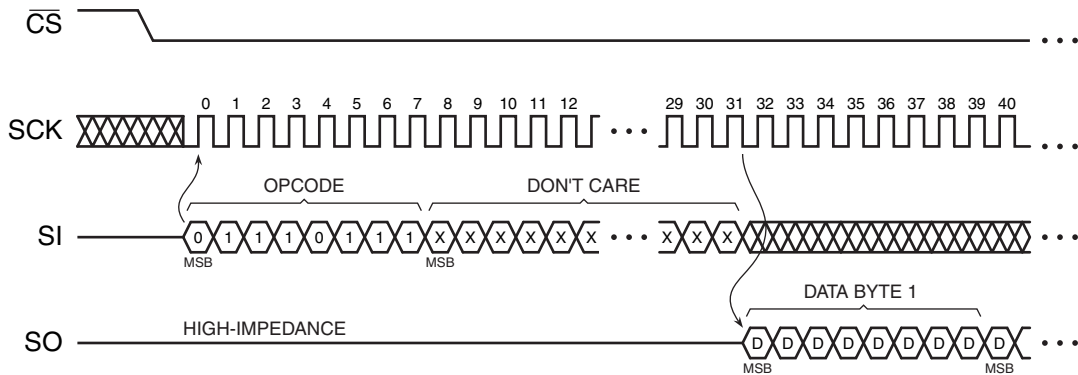 CS
0 1 2 3 4 5 6 7 8 9 10 11 12 29 30 31 32 33 34 35 36 37 38 39 40
SCK
OPCODE DON'T CARE
SI 0 1 1 1 0 1 1 1 X X X X X X X X X
MSB MSB
DATA BYTE 1
HIGH-IMPEDANCE
SO D D D D D D D D D
MSB MSB